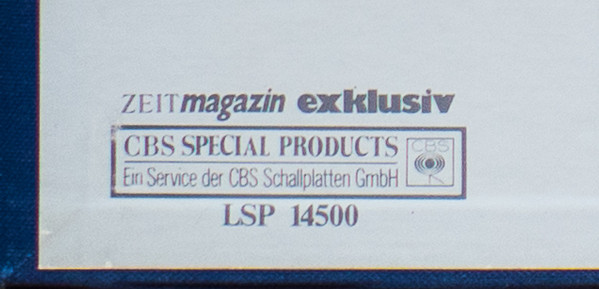 ZEITmagazin exklusiv
CBS SPECIAL PRODUCTS
CBS
Ein Service der CBS Schallplatten GmbH
LSP 14500